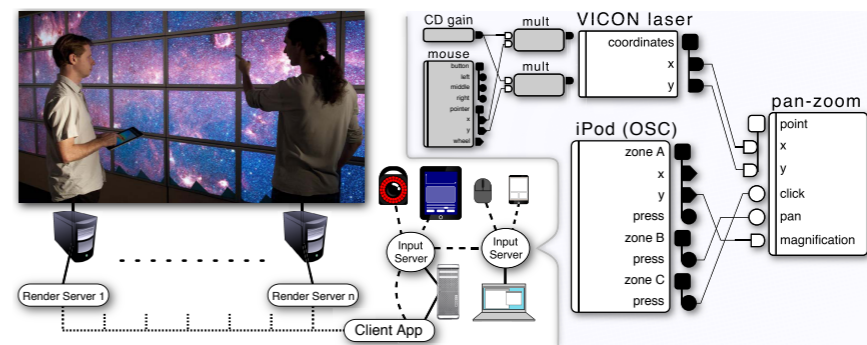 Render Server 1
Render Server n
Client App
Input
Server
Input
Server
CD gain
mult
mult
mouse
button
left
middle
right
pointer
x
y
wheel
VICON laser
coordinates
x
y
iPod (OSC)
zone A
x
y
press
zone B
press
zone C
press
pan-zoom
point
x
y
click
pan
magnification